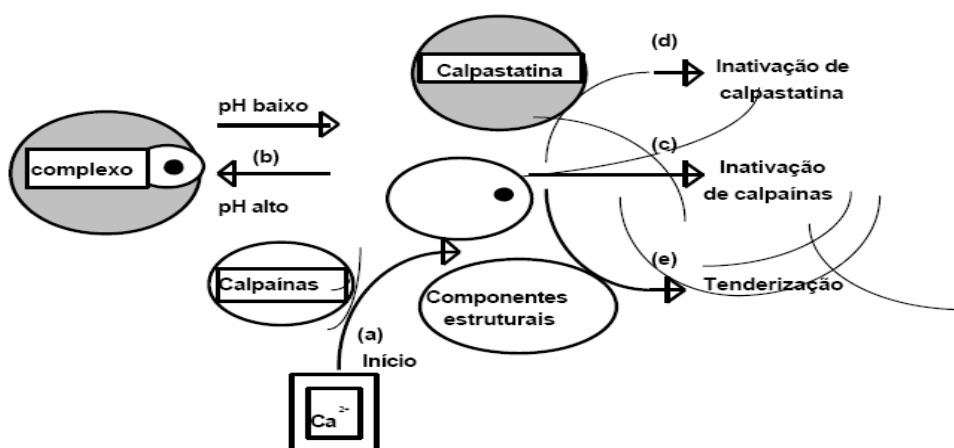 (d)
Calpastatina
Inativação de
calpastatina
pH baixo
(b)
complexo
pH alto
(c)
Inativação
de calpaínas
Calpaínas
(e)
Tenderização
Componentes
estruturais
(a)
Início
Ca²⁺